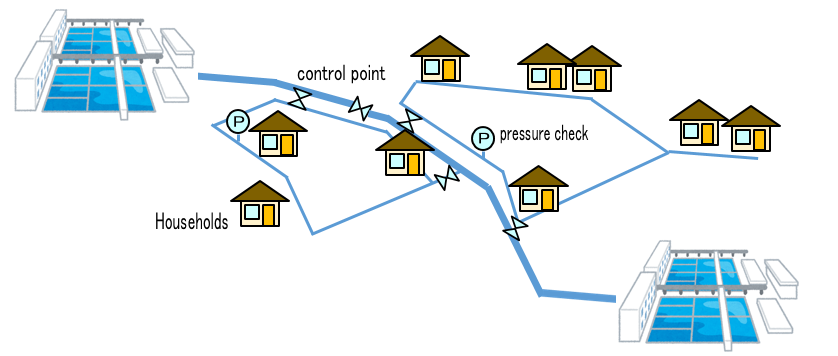 control point
P
P
pressure check
Households